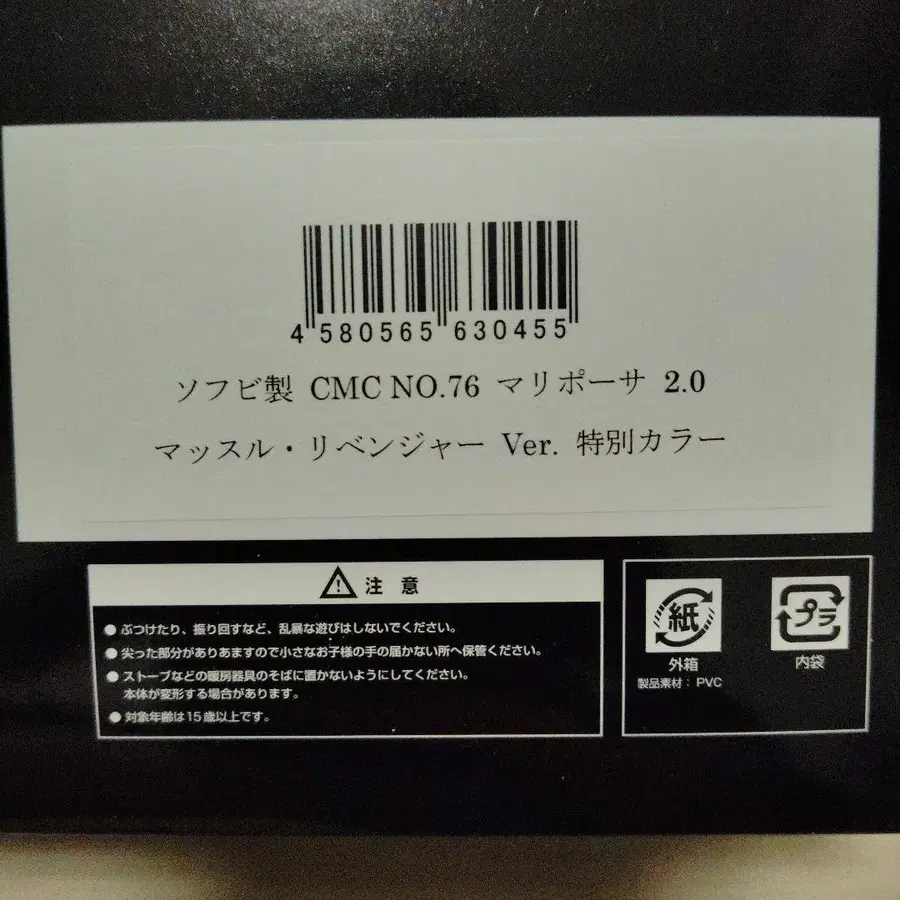 4 580565 630455
ソフビ製 CMC NO.76 マリポーサ 2.0
マッスル・リベンジャー Ver. 特別カラー
注 意
●ぶつけたり、振り回すなど、乱暴な遊びはしないでください。
●尖った部分がありあますので小さなお子様の手の届かない所へ保管ください。
●ストーブなどの暖房器具のそばに置かないようにしてください。
本体が変形する場合があります。
●対象年齢は15歳以上です。
紙
外箱
プラ
内袋
製品素材：PVC